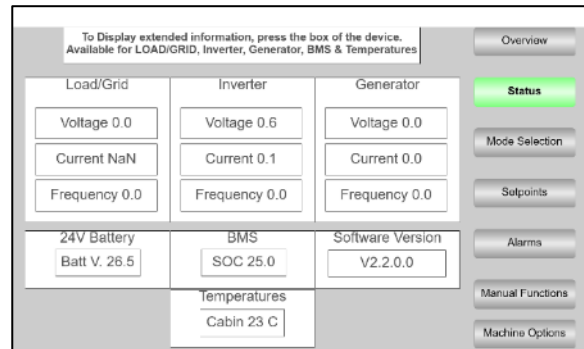 To Display extended information, press the box of the device.
Available for LOAD/GRID, Inverter, Generator, BMS & Temperatures
Overview
Load/Grid
Inverter
Generator
Status
Voltage 0.0
Voltage 0.6
Voltage 0.0
Mode Selection
Current NaN
Current 0.1
Current 0.0
Frequency 0.0
Frequency 0.0
Frequency 0.0
Setpoints
24V Battery
BMS
Software Version
Alarms
Batt V. 26.5
SOC 25.0
V2.2.0.0
Temperatures
Manual Functions
Cabin 23 C
Machine Options